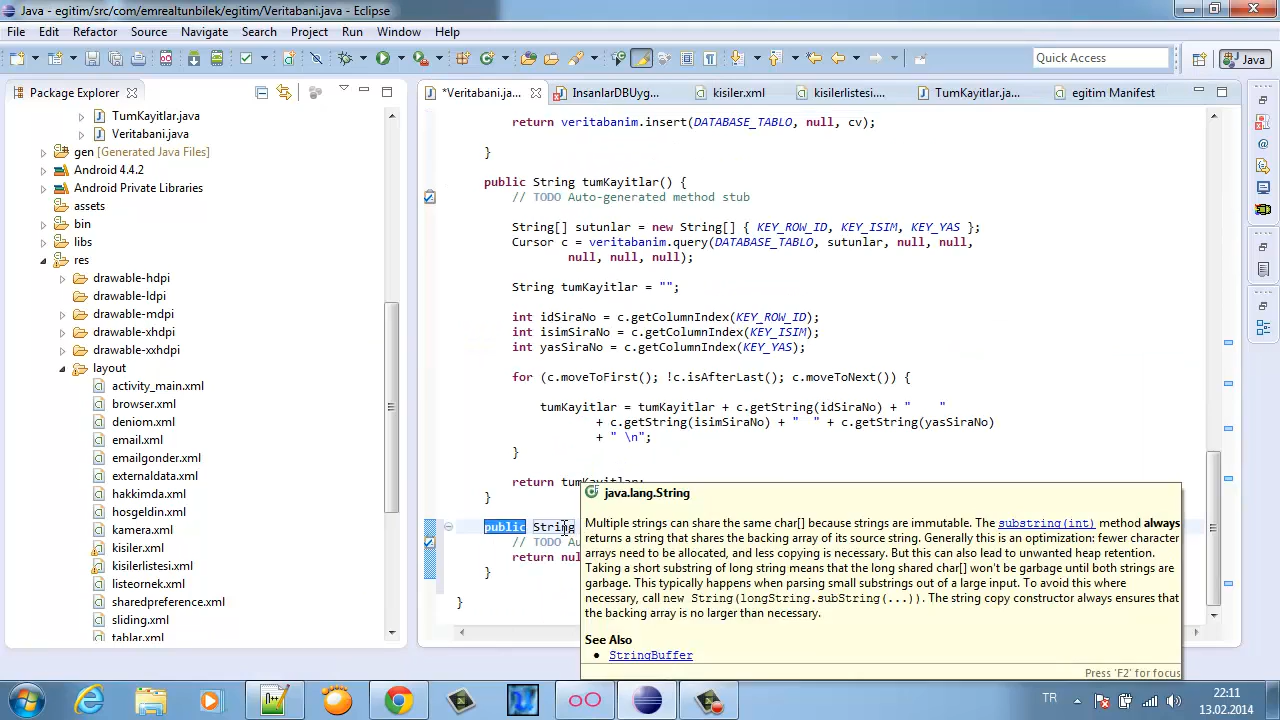 Java - egitim/src/com/emrealtunbilek/egitim/Veritabani.java - Eclipse
File Edit Refactor Source Navigate Search Project Run Window Help
Quick Access
Java
Package Explorer
*Veritabani.ja...
InsanlarDBUyg...
kisiler.xml
kisilerlistesi....
TumKayitlar.ja...
egitim Manifest
TumKayitlar.java
Veritabani.java
gen [Generated Java Files]
Android 4.4.2
Android Private Libraries
assets
bin
libs
res
drawable-hdpi
drawable-ldpi
drawable-mdpi
drawable-xhdpi
drawable-xxhdpi
layout
activity_main.xml
browser.xml
deniom.xml
email.xml
emailgonder.xml
externaldata.xml
hakkimda.xml
hosgeldin.xml
kamera.xml
kisiler.xml
kisilerlistesi.xml
listeornek.xml
sharedpreference.xml
sliding.xml
tablar.xml
return veritabanim.insert(DATABASE_TABLO, null, cv);
}
public String tumKayitlar() {
// TODO Auto-generated method stub
String[] sutunlar = new String[] { KEY_ROW_ID, KEY_ISIM, KEY_YAS };
Cursor c = veritabanim.query(DATABASE_TABLO, sutunlar, null, null,
null, null, null);
String tumKayitlar = "";
int idSiraNo = c.getColumnIndex(KEY_ROW_ID);
int isimSiraNo = c.getColumnIndex(KEY_ISIM);
int yasSiraNo = c.getColumnIndex(KEY_YAS);
for (c.moveToFirst(); !c.isAfterLast(); c.moveToNext()) {
tumKayitlar = tumKayitlar + c.getString(idSiraNo) + "    "
+ c.getString(isimSiraNo) + "  " + c.getString(yasSiraNo)
+ " \n";
}
return tumKayitlar;
}
public String
// TODO Au
return nul
}
}
java.lang.String
Multiple strings can share the same char[] because strings are immutable. The substring(int) method always
returns a string that shares the backing array of its source string. Generally this is an optimization: fewer character
arrays need to be allocated, and less copying is necessary. But this can also lead to unwanted heap retention.
Taking a short substring of long string means that the long shared char[] won't be garbage until both strings are
garbage. This typically happens when parsing small substrings out of a large input. To avoid this where
necessary, call new String(longString.subString(...)). The string copy constructor always ensures that
the backing array is no larger than necessary.
See Also
• StringBuffer
Press 'F2' for focus
TR
22:11
13.02.2014